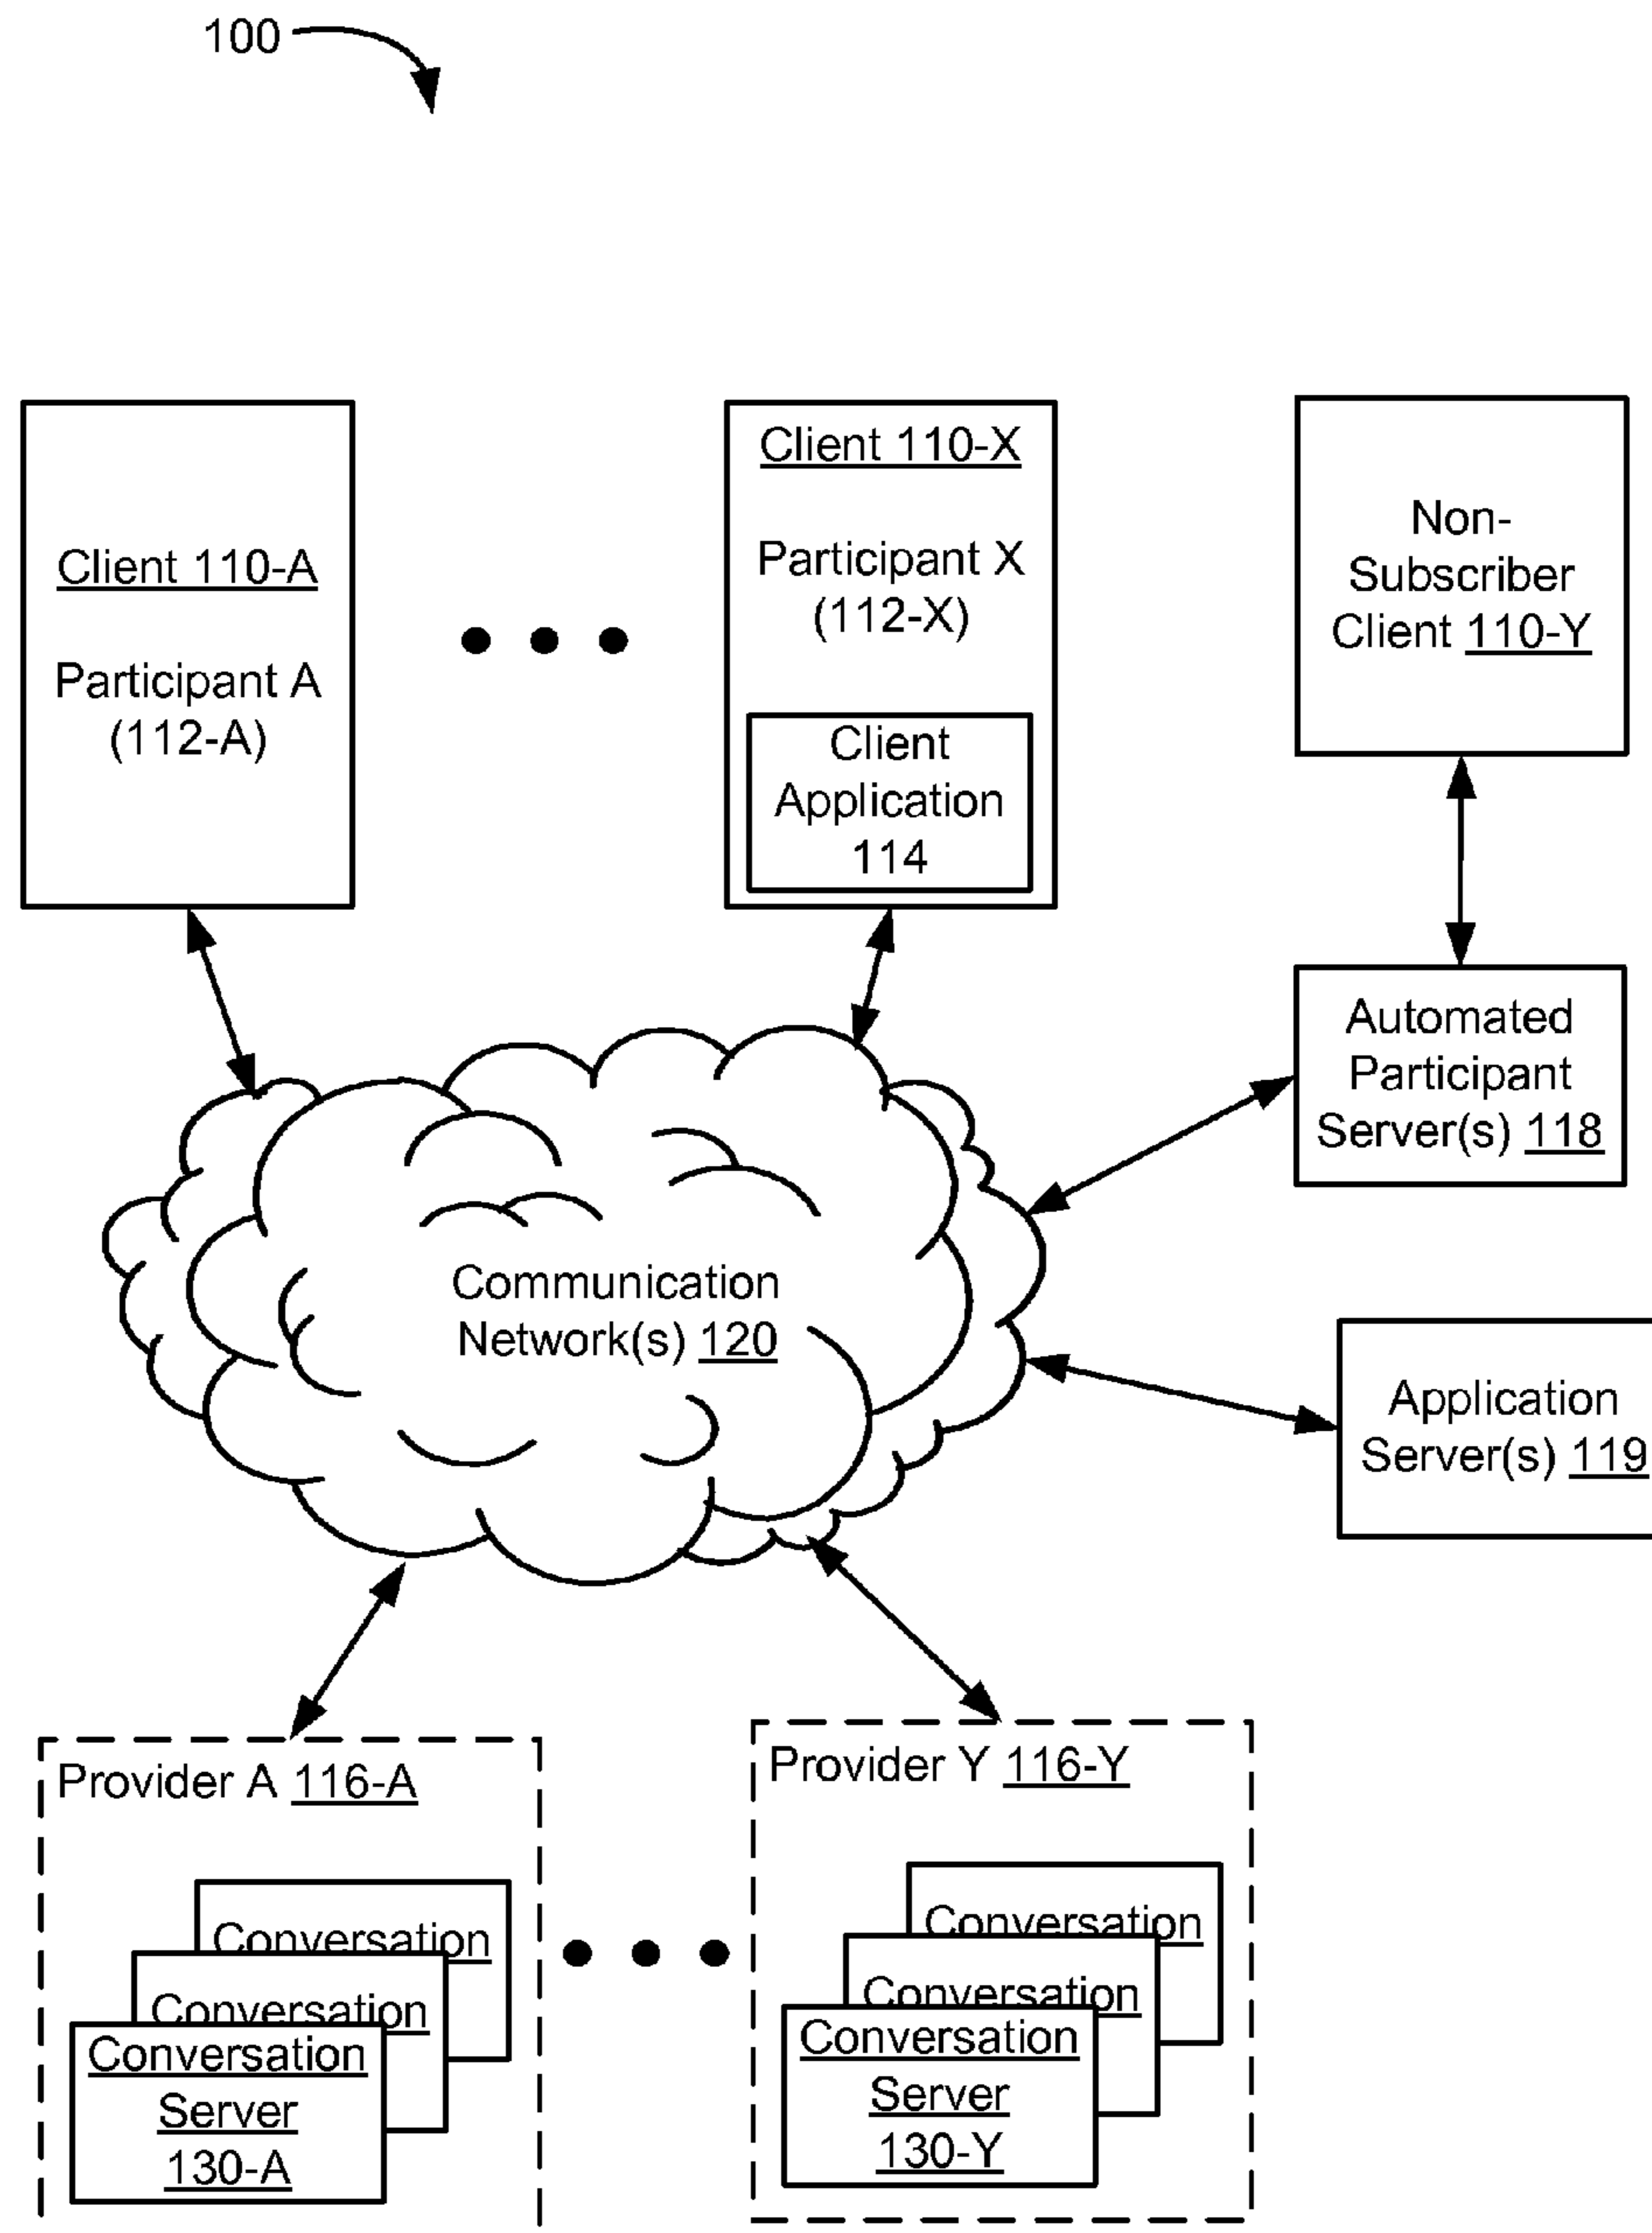 100
Client 110-A
Participant A
(112-A)
Client 110-X
Participant X
(112-X)
Client
Application
114
Non-
Subscriber
Client 110-Y
Automated
Participant
Server(s) 118
Communication
Network(s) 120
Application
Server(s) 119
Provider A 116-A
Conversation
Conversation
Conversation
Server
130-A
Provider Y 116-Y
Conversation
Conversation
Conversation
Server
130-Y